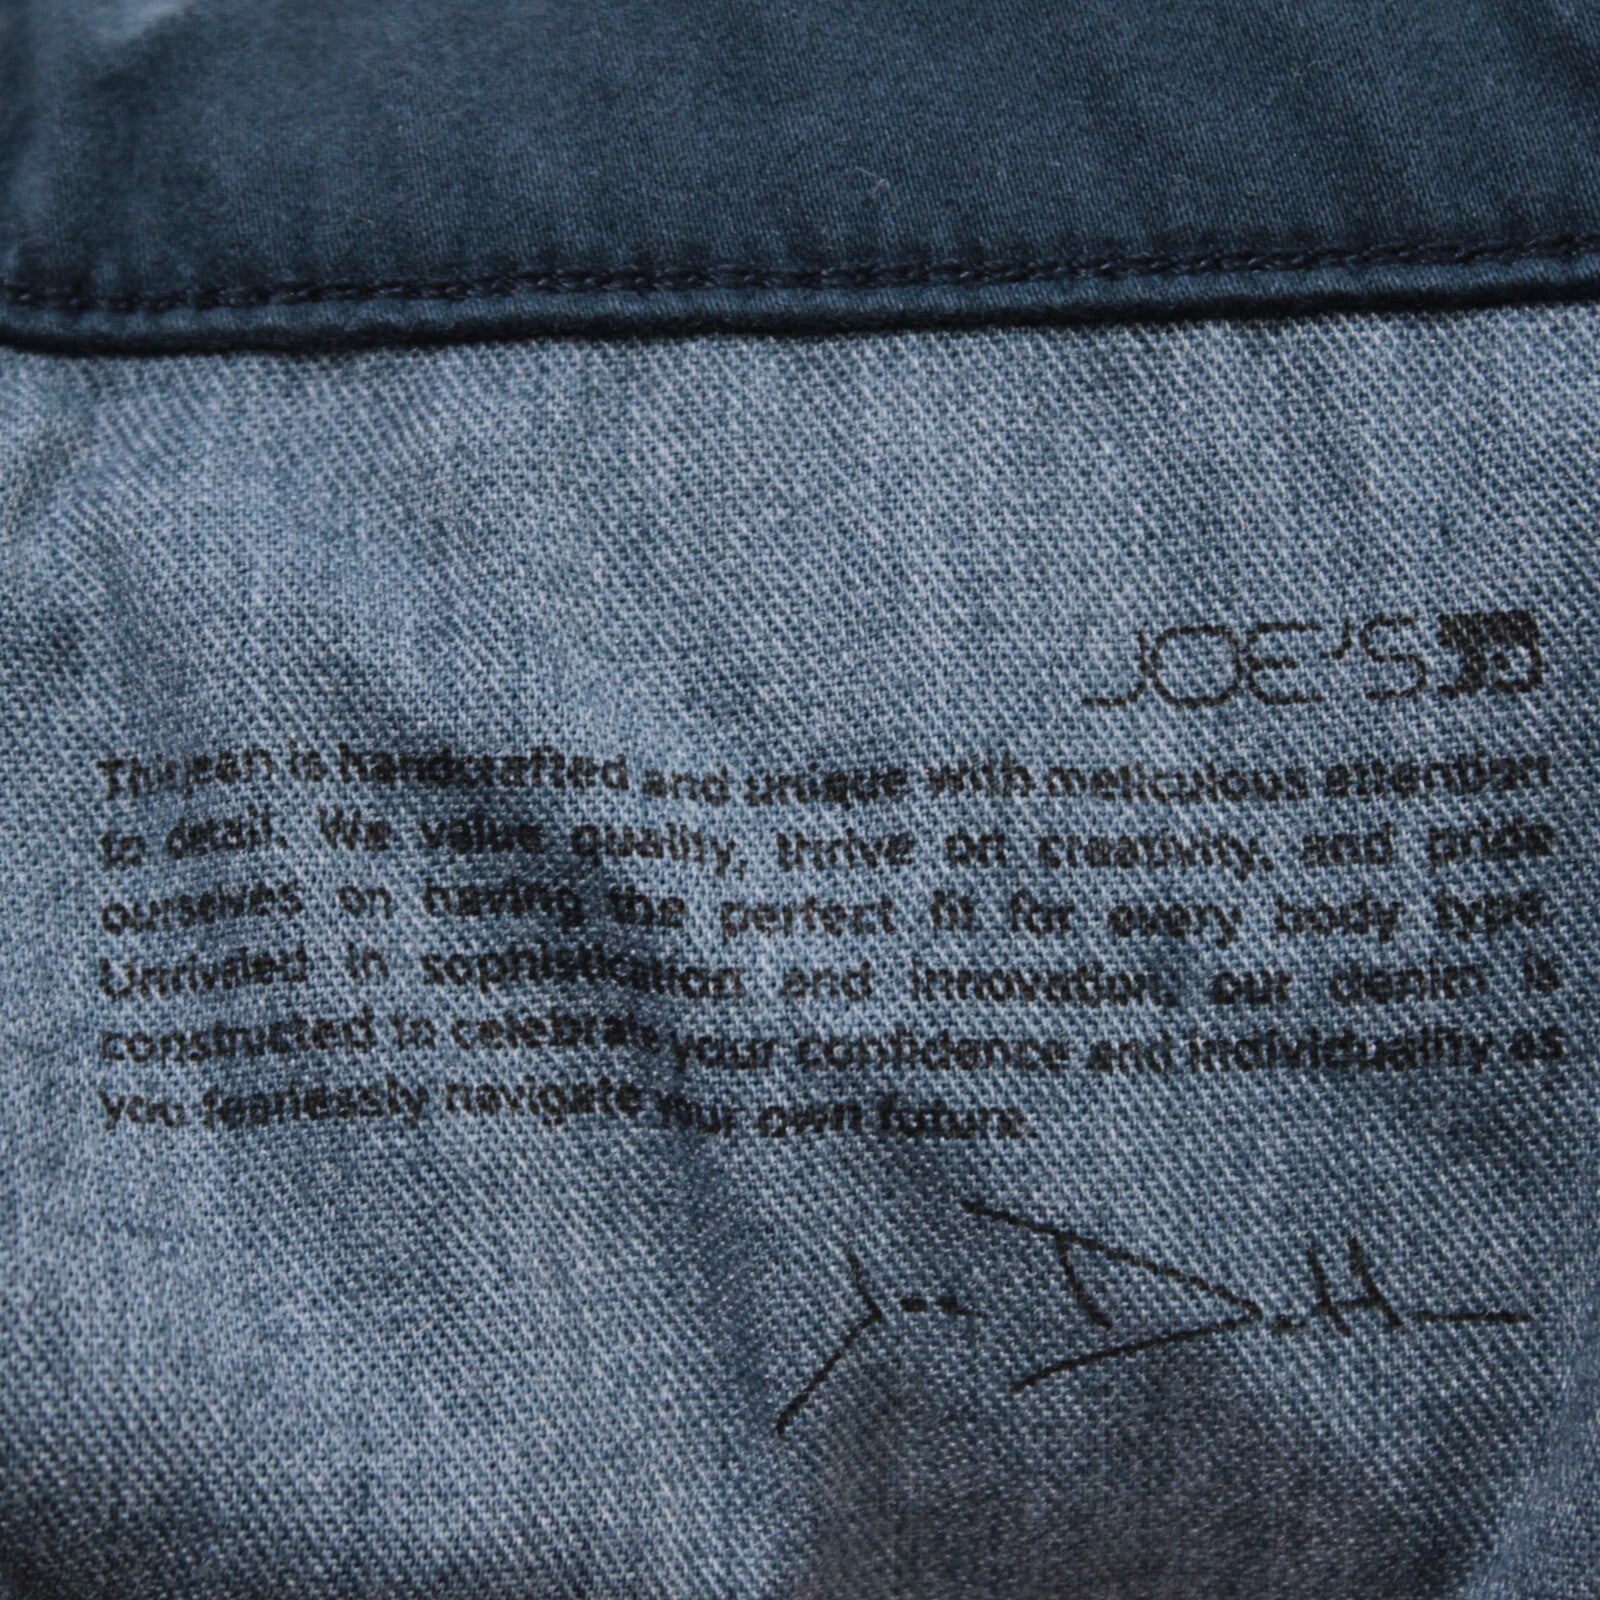 JOE'S
This jean is handcrafted and unique with meticulous attention
to detail. We value quality, thrive on creativity, and pride
ourselves on having the perfect fit for every body type.
Unrivaled in sophistication and innovation, our denim is
constructed to celebrate your confidence and individuality as
you fearlessly navigate your own future.